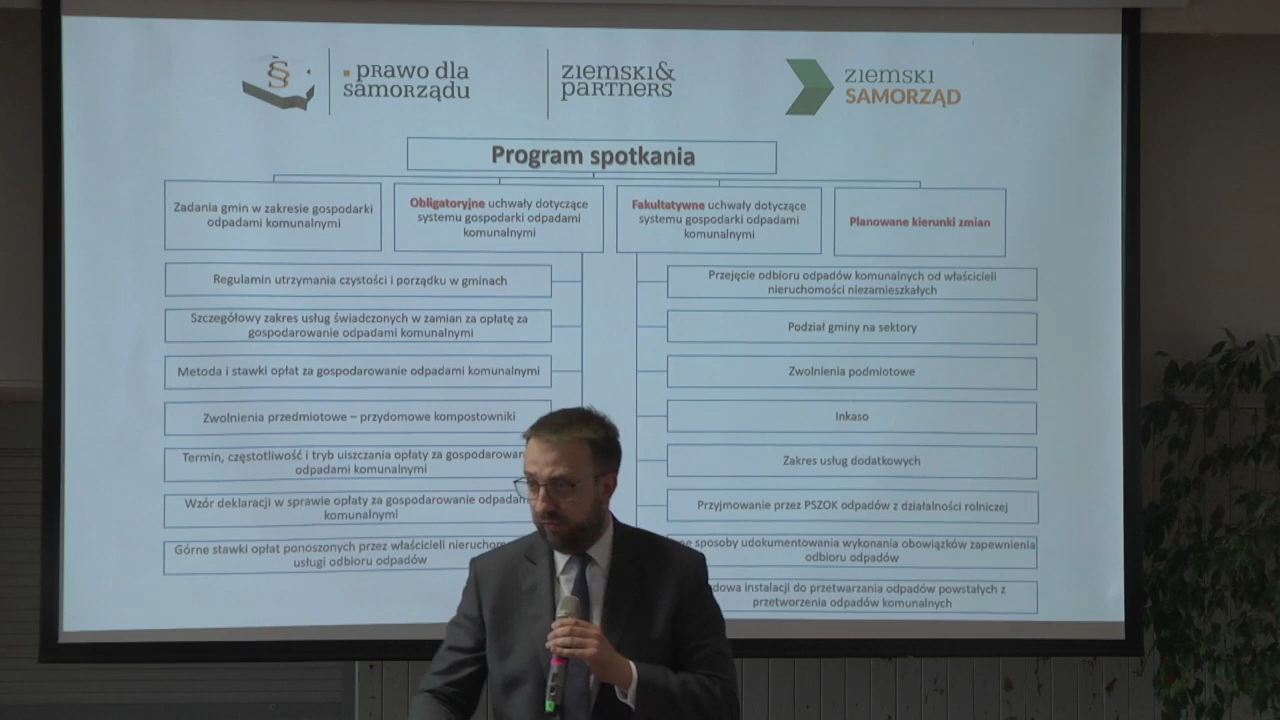 §
prawo dla
samorządu
ziemski&
partners
ziemski
SAMORZĄD
Program spotkania
Zadania gmin w zakresie gospodarki
odpadami komunalnymi
Obligatoryjne uchwały dotyczące
systemu gospodarki odpadami
komunalnymi
Fakultatywne uchwały dotyczące
systemu gospodarki odpadami
komunalnymi
Planowane kierunki zmian
Regulamin utrzymania czystości i porządku w gminach
Szczegółowy zakres usług świadczonych w zamian za opłatę za
gospodarowanie odpadami komunalnymi
Metoda i stawki opłat za gospodarowanie odpadami komunalnymi
Zwolnienia przedmiotowe – przydomowe kompostowniki
Termin, częstotliwość i tryb uiszczania opłaty za gospodarowan
odpadami komunalnymi
Wzór deklaracji w sprawie opłaty za gospodarowanie odpadam
komunalnymi
Górne stawki opłat ponoszonych przez właścicieli nierucho
usługi odbioru odpadów
Przejęcie odbioru odpadów komunalnych od właścicieli
nieruchomości niezamieszkałych
Podział gminy na sektory
Zwolnienia podmiotowe
Inkaso
Zakres usług dodatkowych
Przyjmowanie przez PSZOK odpadów z działalności rolniczej
ne sposoby udokumentowania wykonania obowiązków zapewnienia
odbioru odpadów
dowa instalacji do przetwarzania odpadów powstałych z
przetworzenia odpadów komunalnych